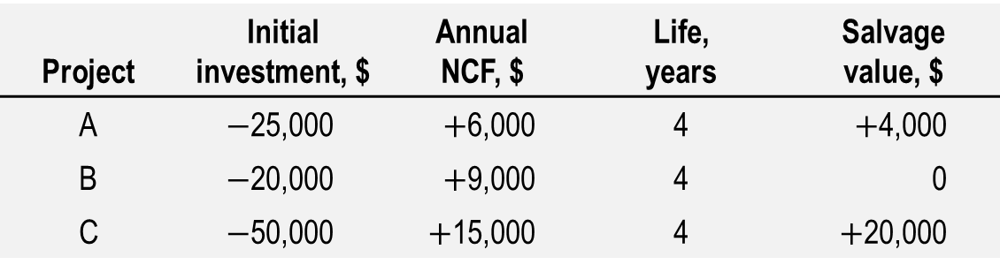 Project Initial investment, $ Annual NCF, $ Life, years Salvage value, $
A −25,000 +6,000 4 +4,000
B −20,000 +9,000 4 0
C −50,000 +15,000 4 +20,000